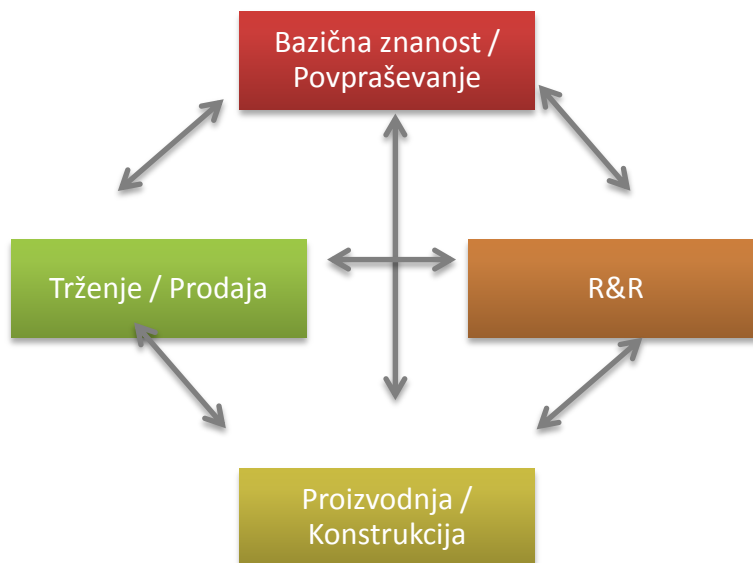 Bazična znanost /
Povpraševanje
Trženje / Prodaja
R&R
Proizvodnja /
Konstrukcija